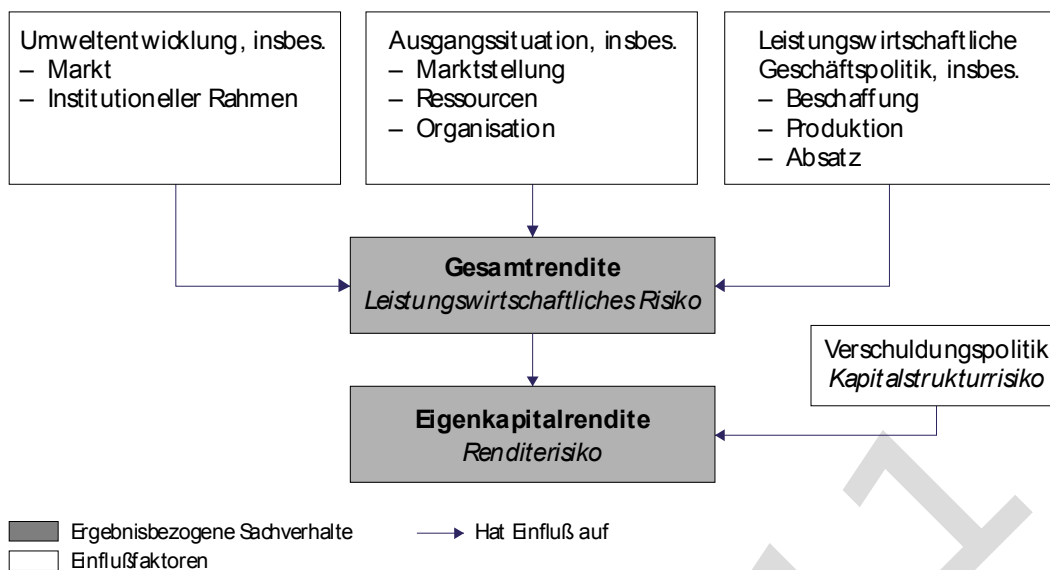 Umweltentwicklung, insbes.
– Markt
– Institutioneller Rahmen
Ausgangssituation, insbes.
– Marktstellung
– Ressourcen
– Organisation
Leistungswirtschaftliche
Geschäftspolitik, insbes.
– Beschaffung
– Produktion
– Absatz
Gesamtrendite
Leistungswirtschaftliches Risiko
Verschuldungspolitik
Kapitalstrukturrisiko
Eigenkapitalrendite
Renditerisiko
Ergebnisbezogene Sachverhalte
Hat Einfluß auf
Einflußfaktoren